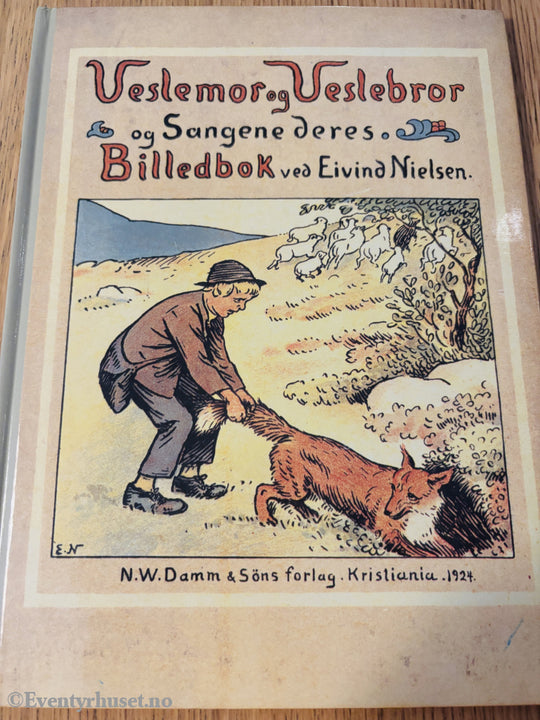 Veslemor og Veslebror
og Sangene deres.
Billedbok ved Eivind Nielsen.
E.N
N.W. Damm & Söns forlag. Kristiania. 1924.
©Eventyrhuset.no